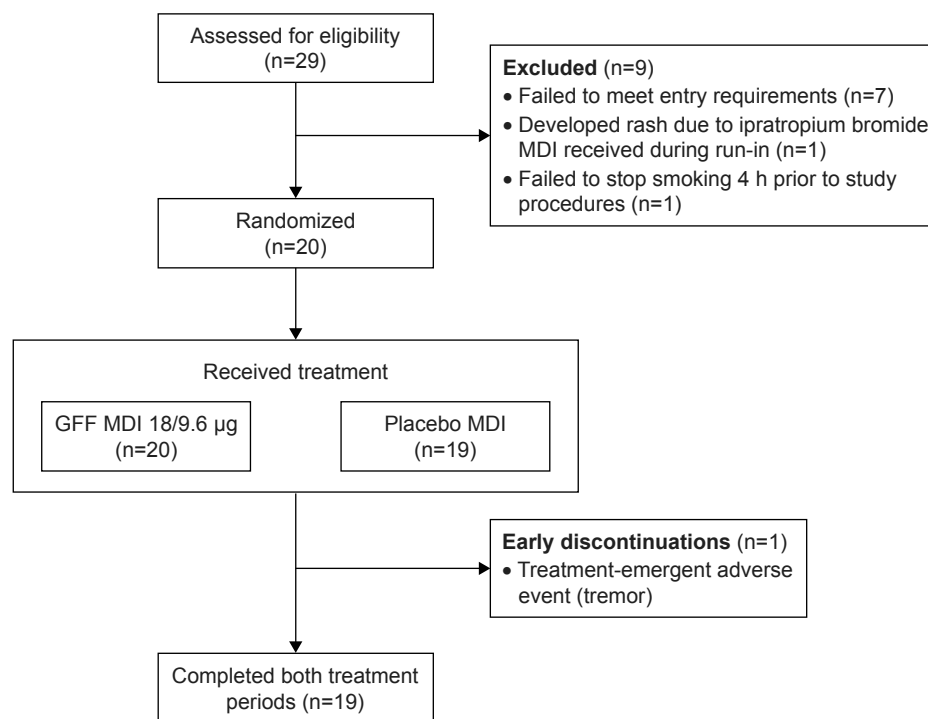 Assessed for eligibility
(n=29)
Excluded (n=9)
• Failed to meet entry requirements (n=7)
• Developed rash due to ipratropium bromide
MDI received during run-in (n=1)
• Failed to stop smoking 4 h prior to study
procedures (n=1)
Randomized
(n=20)
Received treatment
GFF MDI 18/9.6 µg
(n=20)
Placebo MDI
(n=19)
Early discontinuations (n=1)
• Treatment-emergent adverse
event (tremor)
Completed both treatment
periods (n=19)